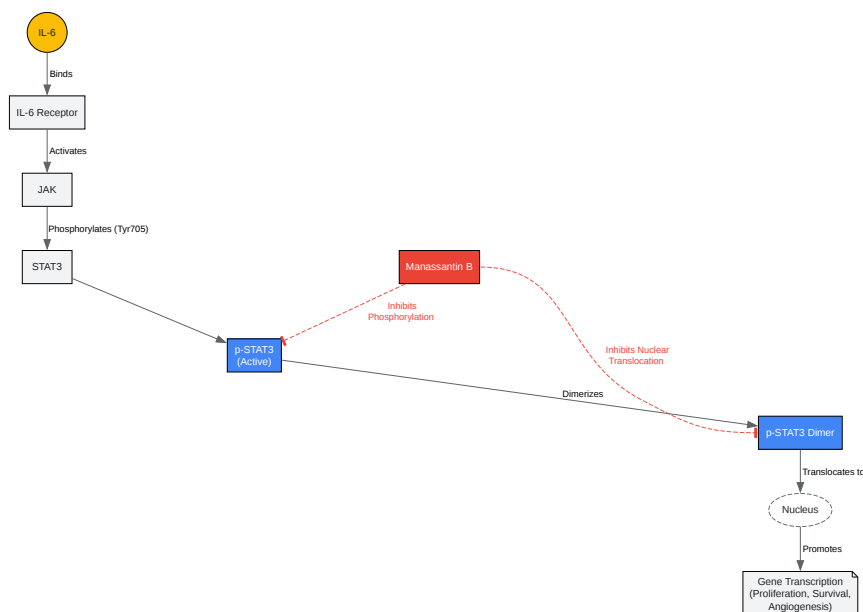 IL-6
Binds
IL-6 Receptor
Activates
JAK
Phosphorylates (Tyr705)
STAT3
Manassantin B
Inhibits
Phosphorylation
p-STAT3
(Active)
Inhibits Nuclear
Translocation
Dimerizes
p-STAT3 Dimer
Translocates to
Nucleus
Promotes
Gene Transcription
(Proliferation, Survival,
Angiogenesis)